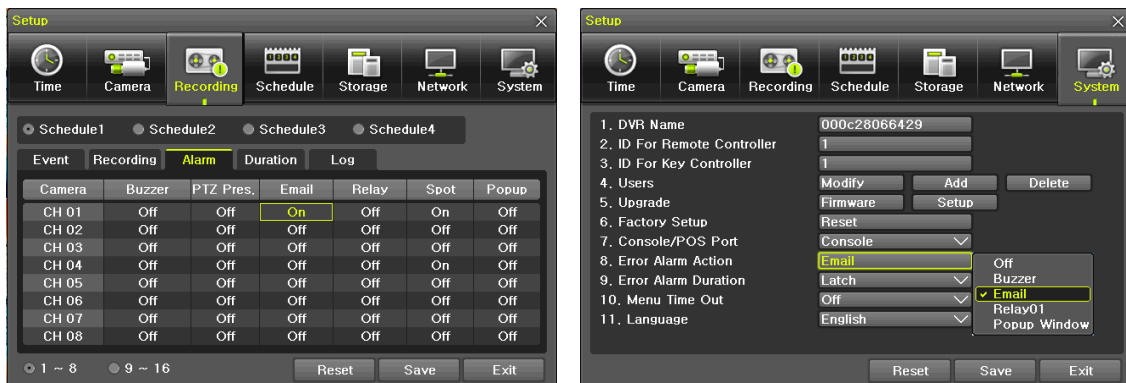 Setup
Time Camera Recording Schedule Storage Network System
Schedule1 Schedule2 Schedule3 Schedule4
Event Recording Alarm Duration Log
Camera Buzzer PTZ Pres. Email Relay Spot Popup
CH 01 Off Off On Off On Off
CH 02 Off Off Off Off Off Off
CH 03 Off Off Off Off Off Off
CH 04 Off Off Off Off On Off
CH 05 Off Off Off Off Off Off
CH 06 Off Off Off Off Off Off
CH 07 Off Off Off Off Off Off
CH 08 Off Off Off Off Off Off
1 ~ 8 9 ~ 16 Reset Save Exit
Setup
Time Camera Recording Schedule Storage Network System
1. DVR Name 000c28066429
2. ID For Remote Controller 1
3. ID For Key Controller 1
4. Users Modify Add Delete
5. Upgrade Firmware Setup
6. Factory Setup Reset
7. Console/POS Port Console
8. Error Alarm Action Email
9. Error Alarm Duration Latch
10. Menu Time Out Off
11. Language English
Off
Buzzer
Email
Relay01
Popup Window
Reset Save Exit